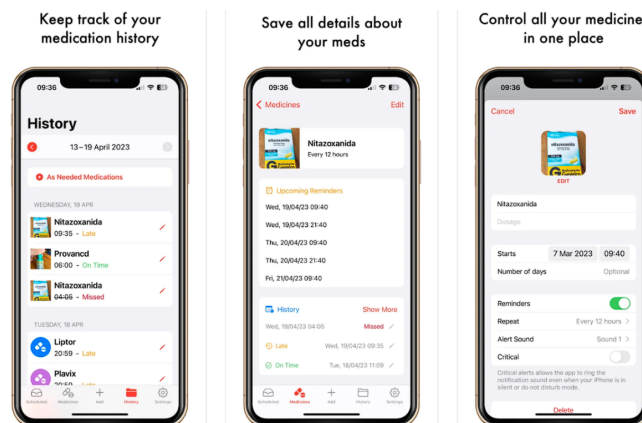 Keep track of your
medication history
09:36
History
13–19 April 2023
As Needed Medications
WEDNESDAY, 19 APR
Nitazoxanida
09:35 - Late
Provancd
06:00 - On Time
Nitazoxanida
04:05 - Missed
TUESDAY, 18 APR
Liptor
20:59 - Late
Plavix
20:59 - Late
Scheduled
Medicines
Add
History
Settings
Save all details about
your meds
09:36
Medicines
Edit
Nitazoxanida
Every 12 hours
Upcoming Reminders
Wed, 19/04/23 09:40
Wed, 19/04/23 21:40
Thu, 20/04/23 09:40
Thu, 20/04/23 21:40
Fri, 21/04/23 09:40
History
Show More
Wed, 19/04/23 04:05
Missed
Late
Wed, 19/04/23 09:35
On Time
Tue, 18/04/23 11:09
Scheduled
Medicines
Add
History
Settings
Control all your medicine
in one place
09:36
Cancel
Save
EDIT
Nitazoxanida
Dosage
Starts
7 Mar 2023
09:40
Number of days
Optional
Reminders
Repeat
Every 12 hours
Alert Sound
Sound 1
Critical
Critical alerts allows the app to ring the
notification sound even when your iPhone is in
silent or do not disturb mode.
Delete